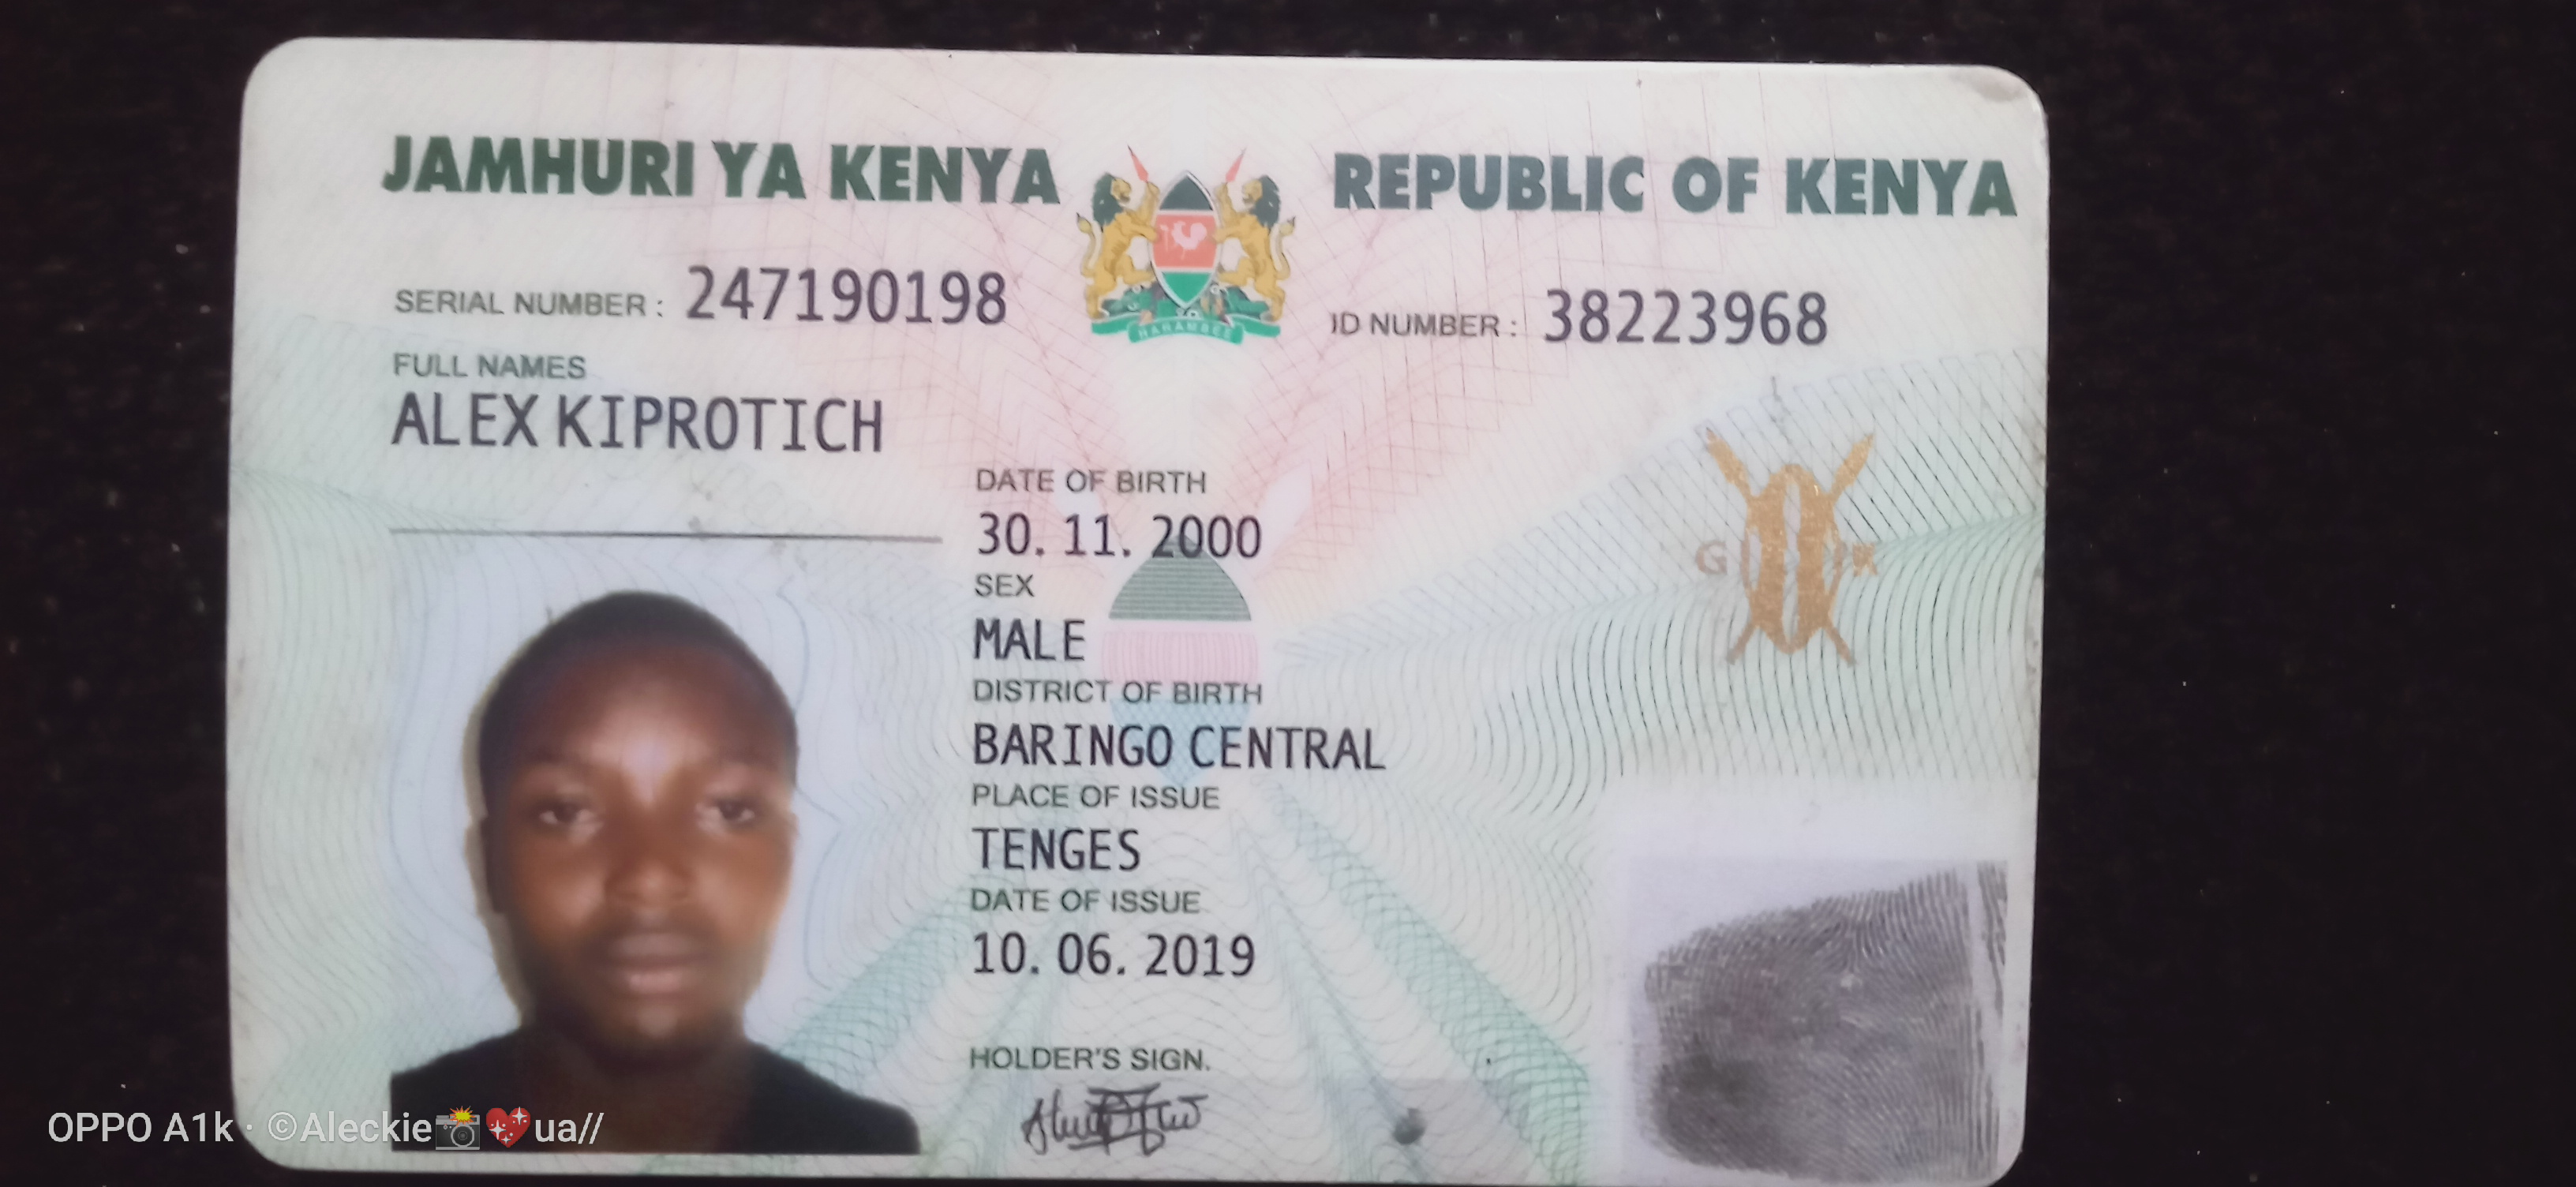 JAMHURI YA KENYA REPUBLIC OF KENYA
SERIAL NUMBER : 247190198 ID NUMBER : 38223968
FULL NAMES
ALEX KIPROTICH
DATE OF BIRTH
30. 11. 2000
SEX
MALE
DISTRICT OF BIRTH
BARINGO CENTRAL
PLACE OF ISSUE
TENGES
DATE OF ISSUE
10. 06. 2019
HOLDER'S SIGN.
HARAMBEE
G K
OPPO A1k · ©Aleckie📸💖ua//